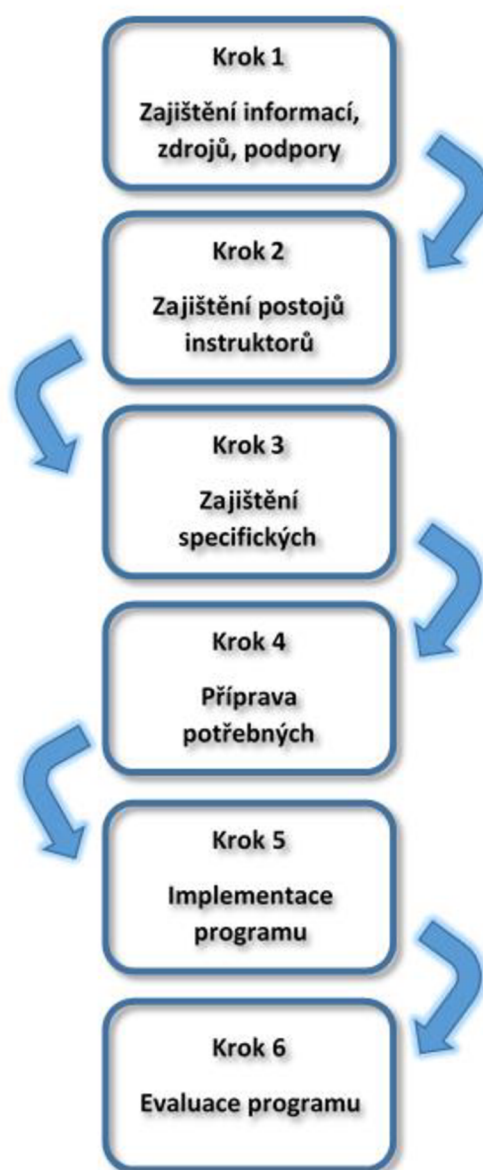 Krok 1
Zajištění informací,
zdrojů, podpory
Krok 2
Zajištění postojů
instruktorů
Krok 3
Zajištění
specifických
Krok 4
Příprava
potřebných
Krok 5
Implementace
programu
Krok 6
Evaluace programu